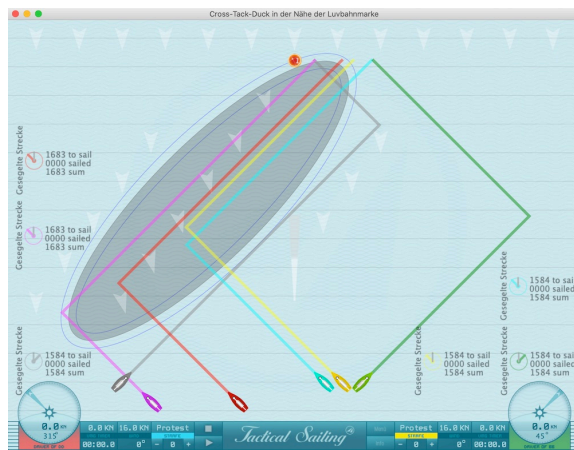 Cross-Tack-Duck in der Nähe der Luvbahnmarke
Gesegelte Strecke
1683 to sail
0000 sailed
1683 sum
Gesegelte Strecke
1683 to sail
0000 sailed
1683 sum
Gesegelte Strecke
1584 to sail
0000 sailed
1584 sum
Gesegelte Strecke
1584 to sail
0000 sailed
1584 sum
Gesegelte Strecke
1584 to sail
0000 sailed
1584 sum
Gesegelte Strecke
1584 to sail
0000 sailed
1584 sum
0.0 KN
315°
0.0 KN 16.0 KN Protest
00:00.0 0° - 0 +
Tactical Sailing
Protest 0.0 KN 16.0 KN
- 0 + 00:00.0 0°
0.0 KN
45°